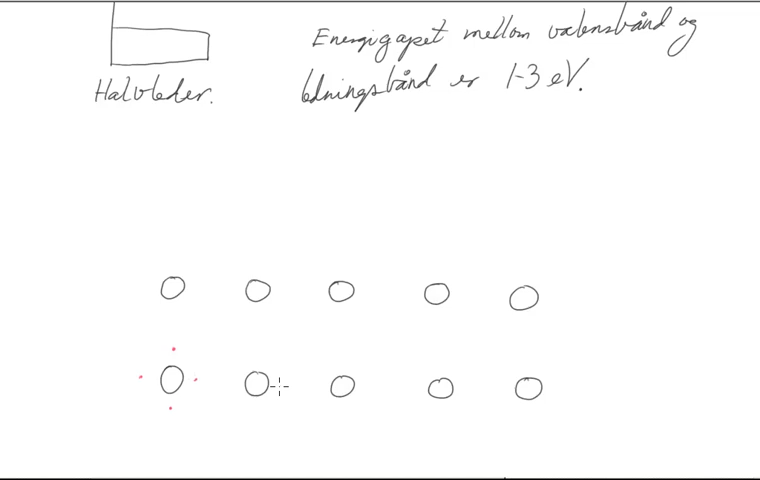 Energigapet mellom valensbånd og
ledningsbånd er 1-3 eV.
Halvleder.